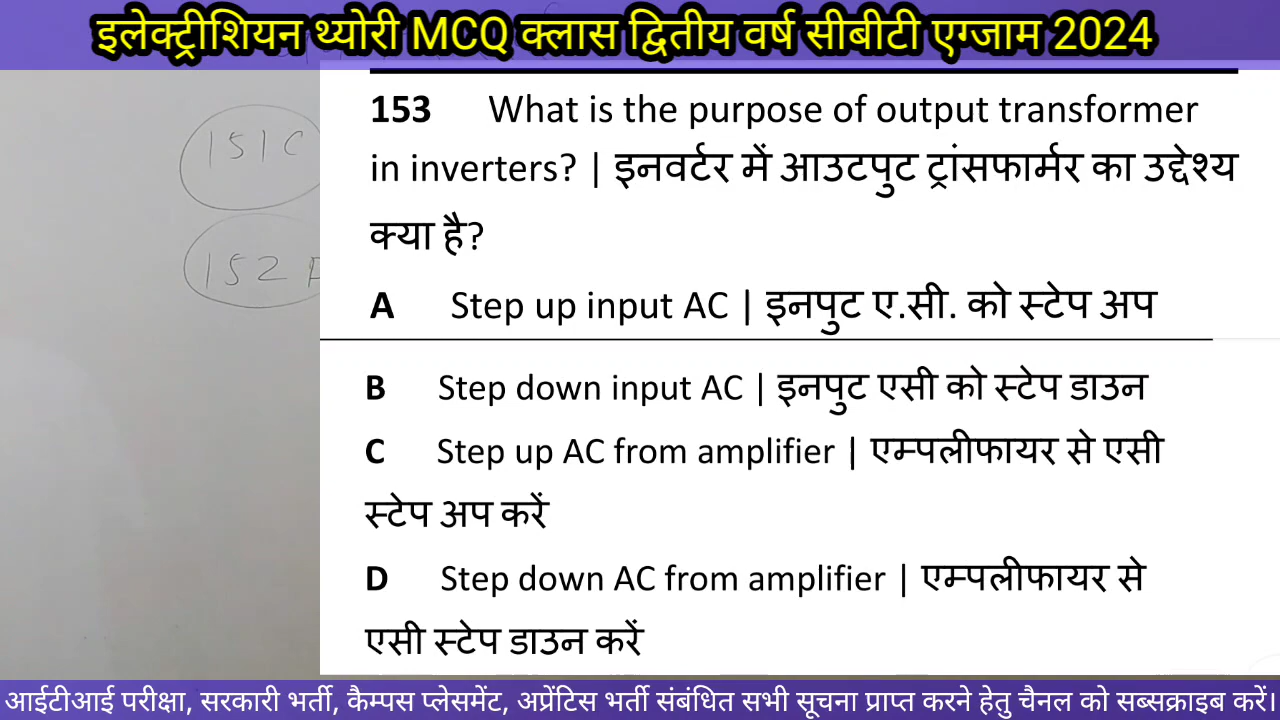 इलेक्ट्रीशियन थ्योरी MCQ क्लास द्वितीय वर्ष सीबीटी एग्जाम 2024
151 C
152
153 What is the purpose of output transformer
in inverters? | इनवर्टर में आउटपुट ट्रांसफार्मर का उद्देश्य
क्या है?
A Step up input AC | इनपुट ए.सी. को स्टेप अप
B Step down input AC | इनपुट एसी को स्टेप डाउन
C Step up AC from amplifier | एम्पलीफायर से एसी
स्टेप अप करें
D Step down AC from amplifier | एम्पलीफायर से
एसी स्टेप डाउन करें
आईटीआई परीक्षा, सरकारी भर्ती, कैम्पस प्लेसमेंट, अप्रेंटिस भर्ती संबंधित सभी सूचना प्राप्त करने हेतु चैनल को सब्सक्राइब करें।